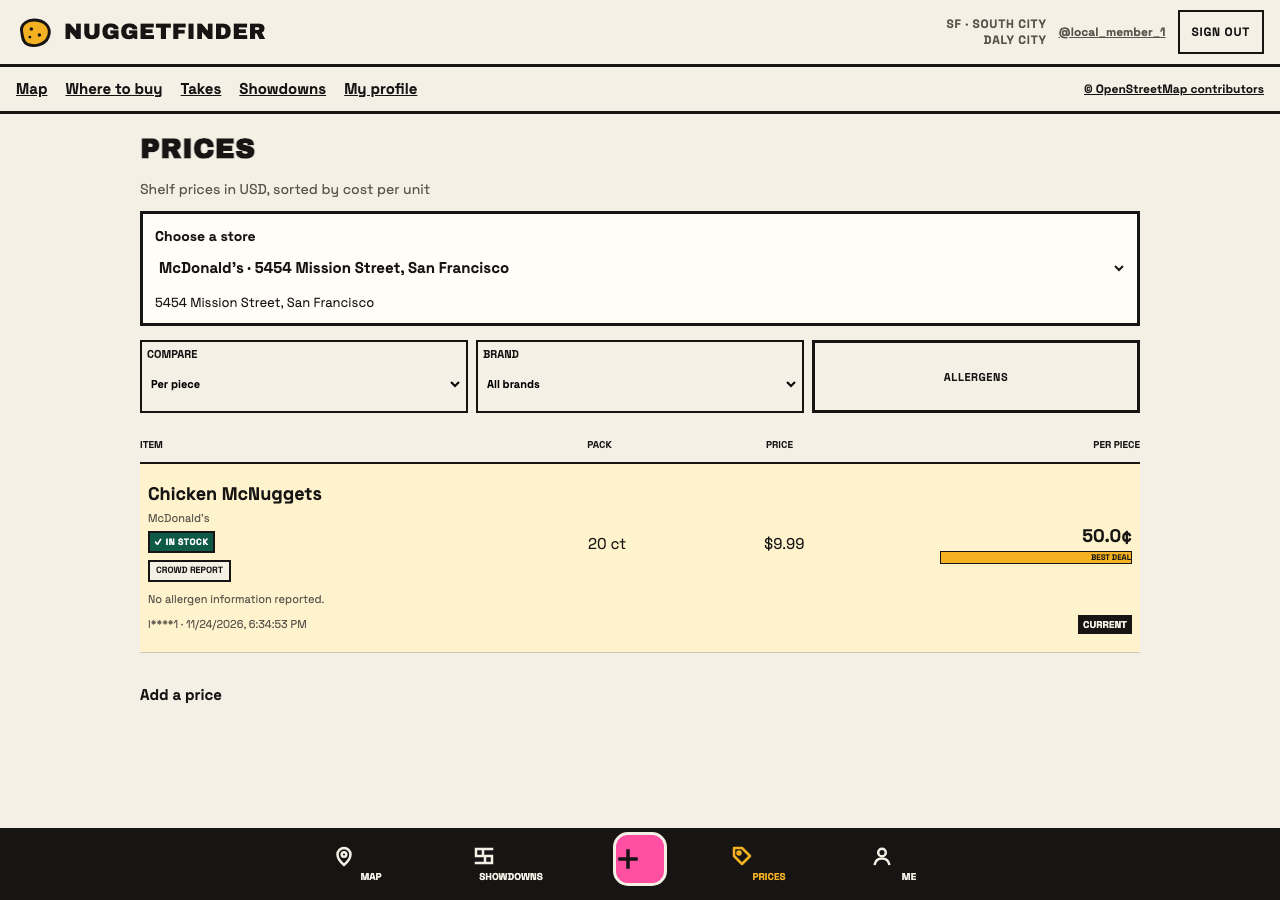 NUGGETFINDER
SF · SOUTH CITY
DALY CITY
@local_member_1
SIGN OUT
Map
Where to buy
Takes
Showdowns
My profile
© OpenStreetMap contributors
PRICES
Shelf prices in USD, sorted by cost per unit
Choose a store
McDonald's · 5454 Mission Street, San Francisco
5454 Mission Street, San Francisco
COMPARE
Per piece
BRAND
All brands
ALLERGENS
ITEM
PACK
PRICE
PER PIECE
Chicken McNuggets
McDonald's
✓ IN STOCK
CROWD REPORT
20 ct
$9.99
50.0¢
BEST DEAL
No allergen information reported.
l****1 · 11/24/2026, 6:34:53 PM
CURRENT
Add a price
MAP
SHOWDOWNS
+
PRICES
ME